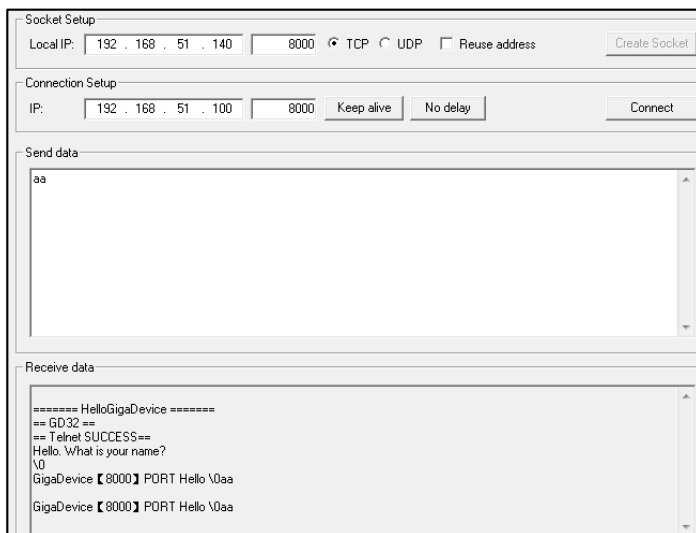 Socket Setup
Local IP: 192 . 168 . 51 . 140 8000 TCP UDP Reuse address Create Socket
Connection Setup
IP: 192 . 168 . 51 . 100 8000 Keep alive No delay Connect
Send data
aa
Receive data
======= HelloGigaDevice =======
== GD32 ==
== Telnet SUCCESS==
Hello. What is your name?
\0
GigaDevice【8000】PORT Hello \0aa
GigaDevice【8000】PORT Hello \0aa